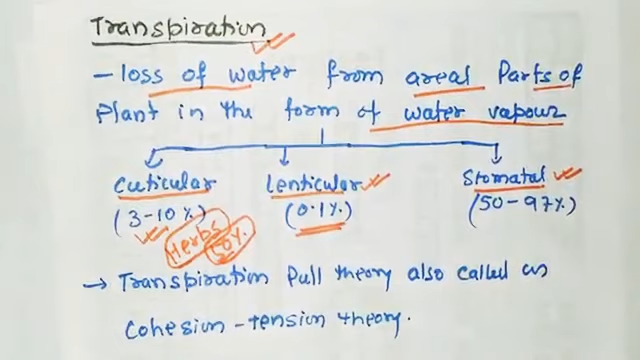 Transpiration
- loss of water from areal Parts of
Plant in the form of water vapour
Cuticular Lenticular Stomatal
(3-10%) (0.1%) (50-97%)
Herbs 50%.
→ Transpiration Pull theory also called as
Cohesion-tension theory.